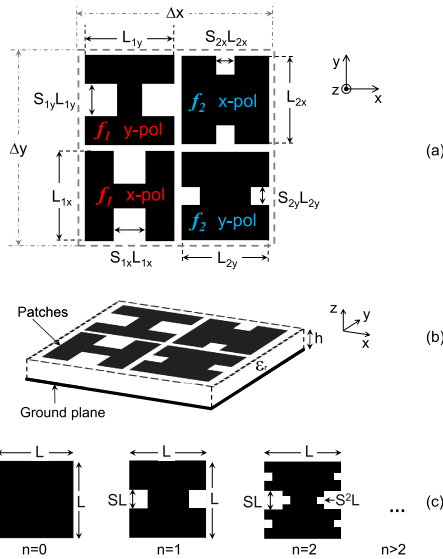 Δx
L1y
S2xL2x
S1yL1y
f1 y-pol
f2 x-pol
L2x
y
z
x
Δy
(a)
L1x
f1 x-pol
f2 y-pol
S2yL2y
S1xL1x
L2y
Patches
εr
h
z
y
x
(b)
Ground plane
L
L
L
L
SL
L
SL
S²L
...
(c)
n=0
n=1
n=2
n>2